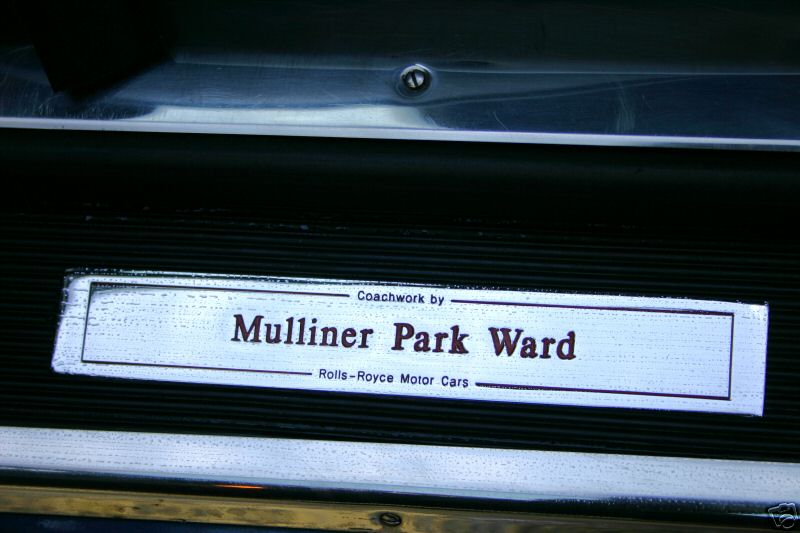 Coachwork by
Mulliner Park Ward
Rolls-Royce Motor Cars